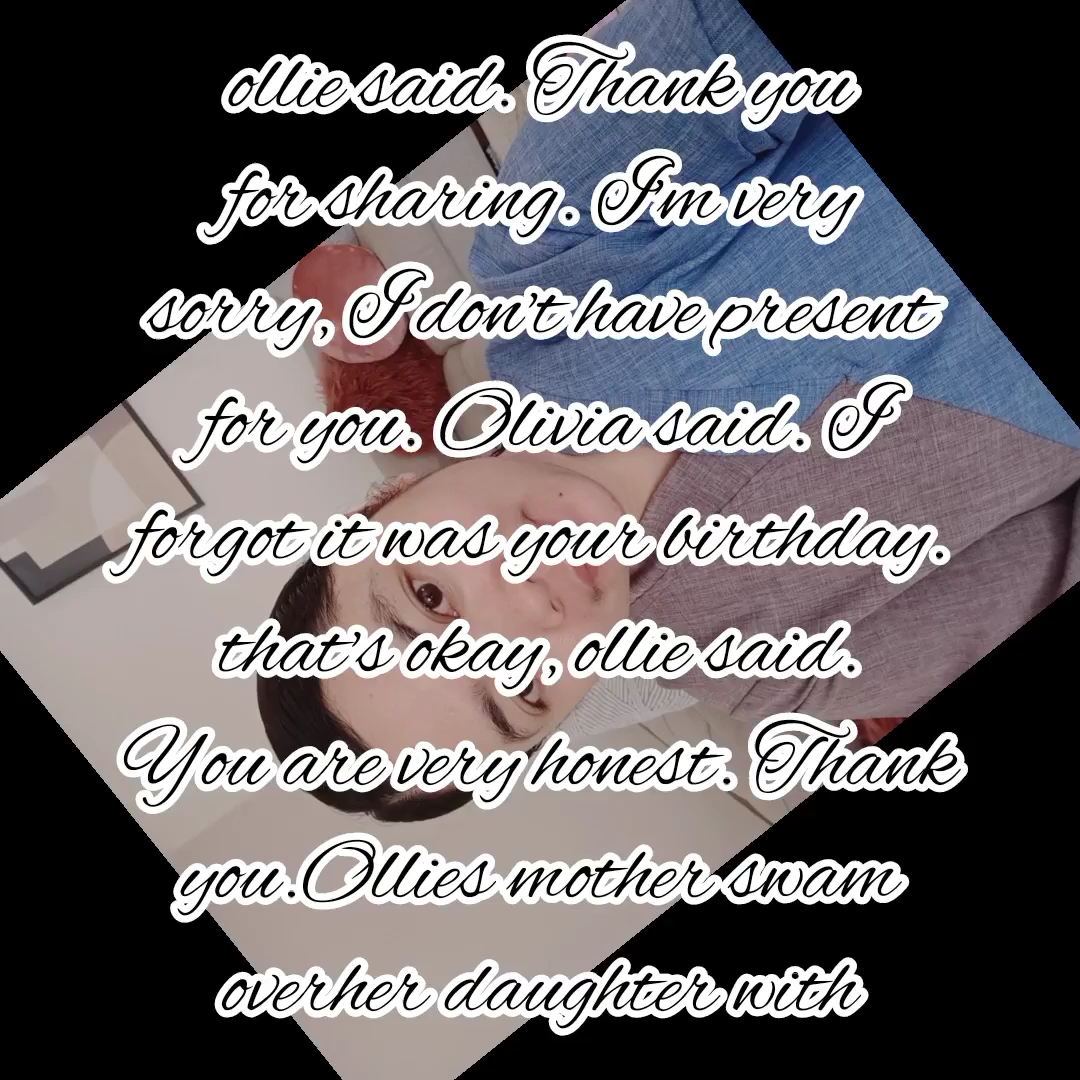 ollie said. Thank you
for sharing. I'm very
sorry, I don't have present
for you. Olivia said. I
forgot it was your birthday.
that's okay, ollie said.
You are very honest. Thank
you.Ollies mother swam
overher daughter with